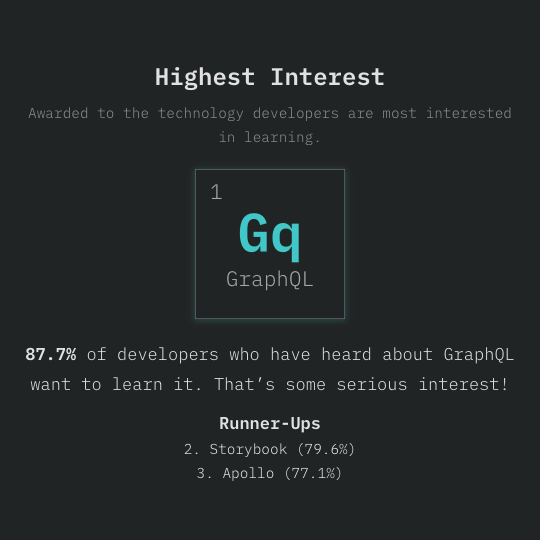 Highest Interest
Awarded to the technology developers are most interested
in learning.
1
Gq
GraphQL
87.7% of developers who have heard about GraphQL
want to learn it. That’s some serious interest!
Runner-Ups
2. Storybook (79.6%)
3. Apollo (77.1%)